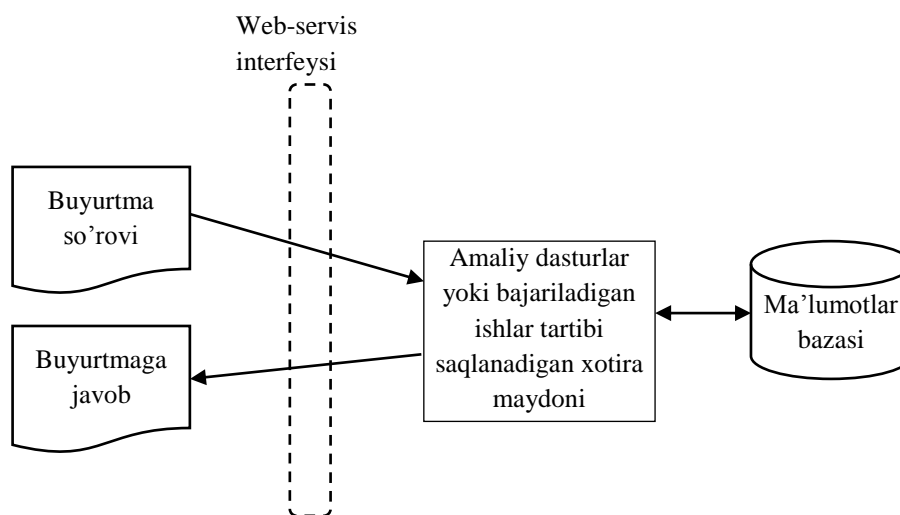 Web-servis
interfeysi
Buyurtma
so’rovi
Amaliy dasturlar
yoki bajariladigan
ishlar tartibi
saqlanadigan xotira
maydoni
Ma’lumotlar
bazasi
Buyurtmaga
javob